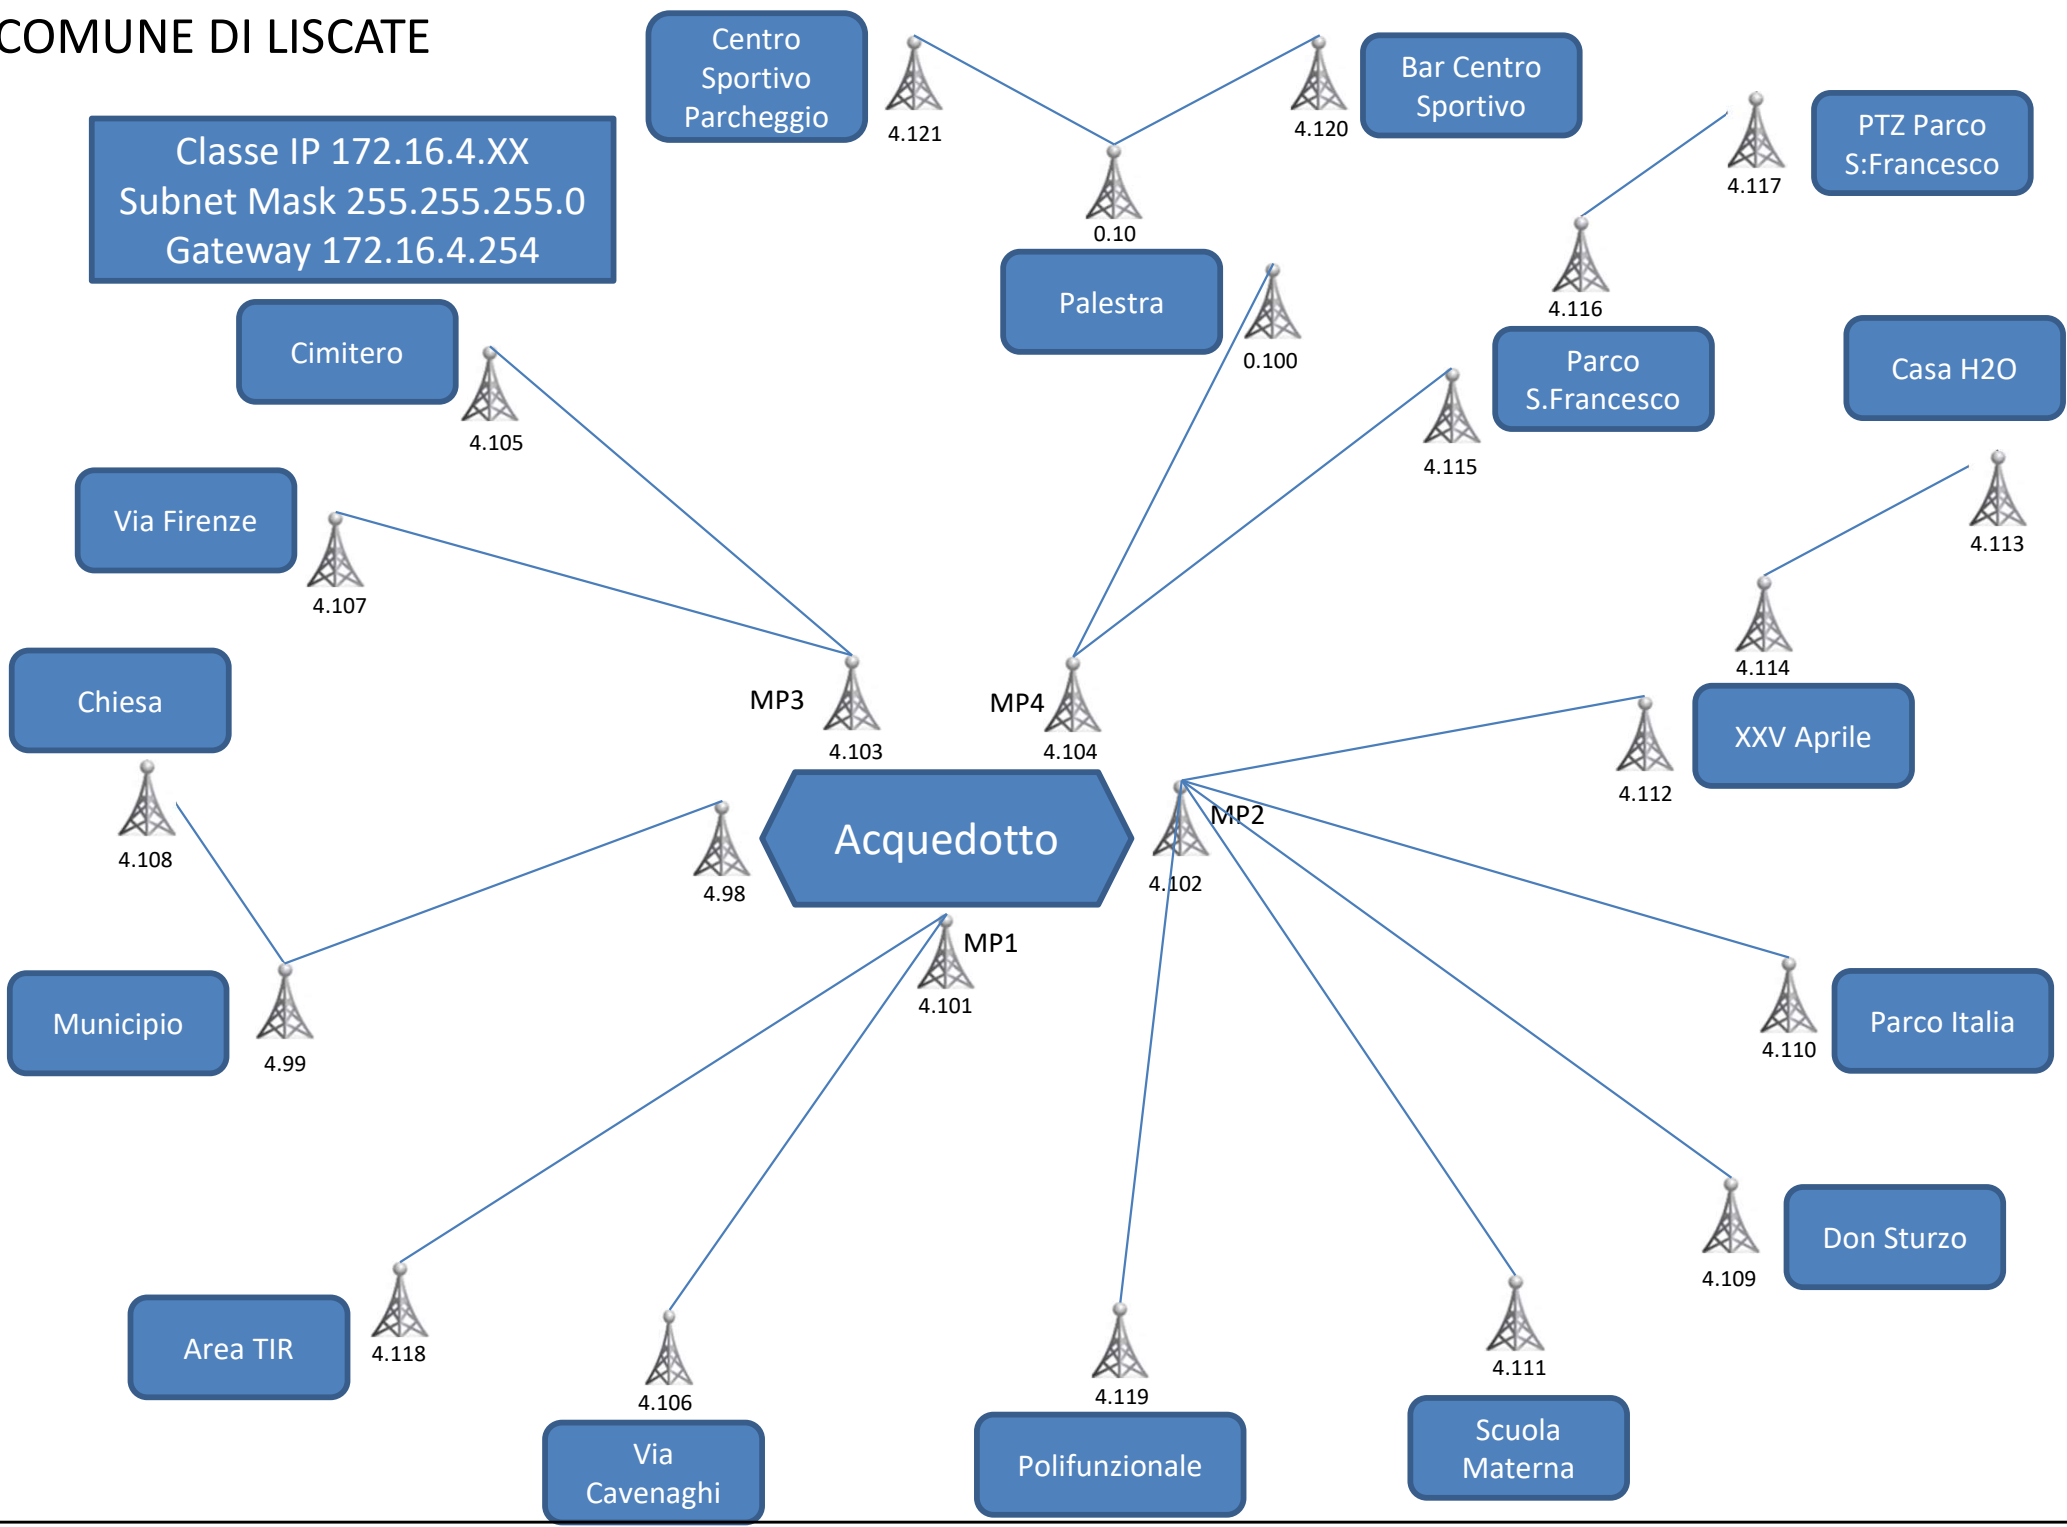 COMUNE DI LISCATE
Centro
Sportivo
Parcheggio
4.121
4.120
Bar Centro
Sportivo
4.117
PTZ Parco
S:Francesco
Classe IP 172.16.4.XX
Subnet Mask 255.255.255.0
Gateway 172.16.4.254
0.10
Palestra
0.100
4.116
Parco
S.Francesco
4.115
Casa H2O
4.113
Cimitero
4.105
Via Firenze
4.107
Chiesa
4.108
MP3
4.103
MP4
4.104
4.114
XXV Aprile
4.112
4.98
Acquedotto
MP2
4.102
MP1
4.101
Municipio
4.99
4.110
Parco Italia
4.109
Don Sturzo
Area TIR
4.118
4.106
Via
Cavenaghi
4.119
Polifunzionale
4.111
Scuola
Materna